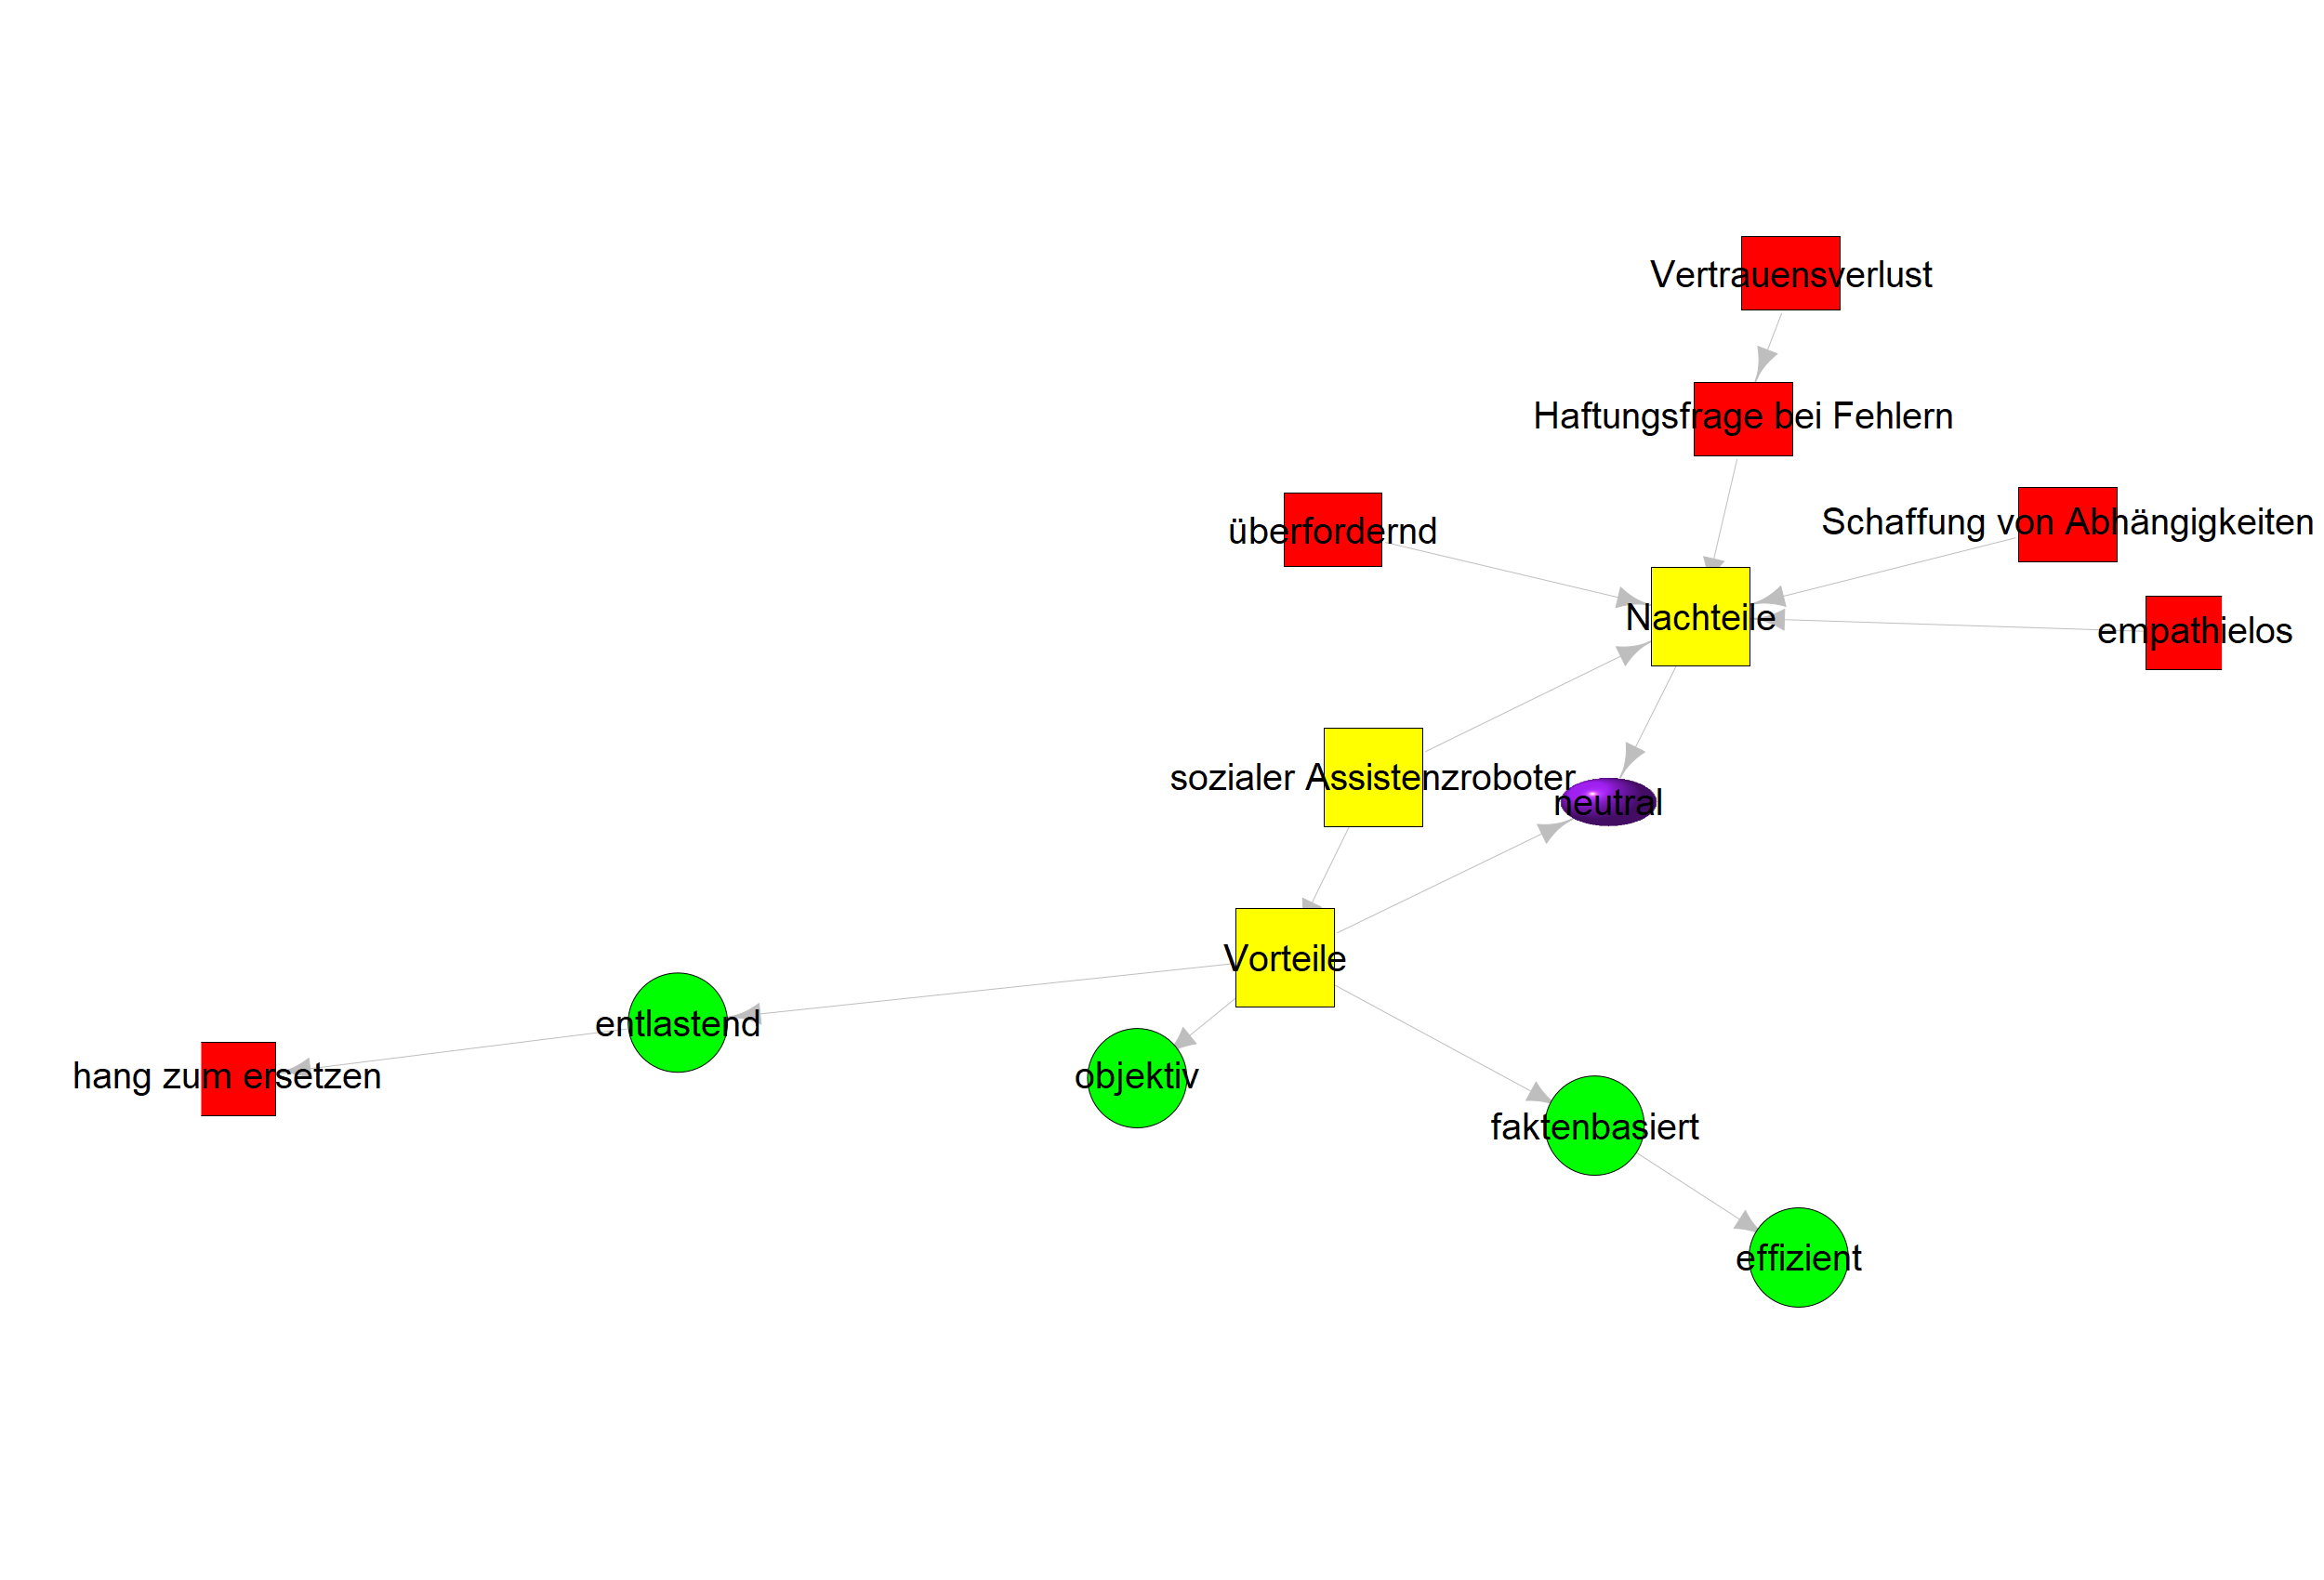 Vertrauensverlust
Haftungsfrage bei Fehlern
Schaffung von Abhängigkeiten
überfordernd
Nachteile
empathielos
sozialer Assistenzroboter
neutral
Vorteile
entlastend
hang zum ersetzen
objektiv
faktenbasiert
effizient